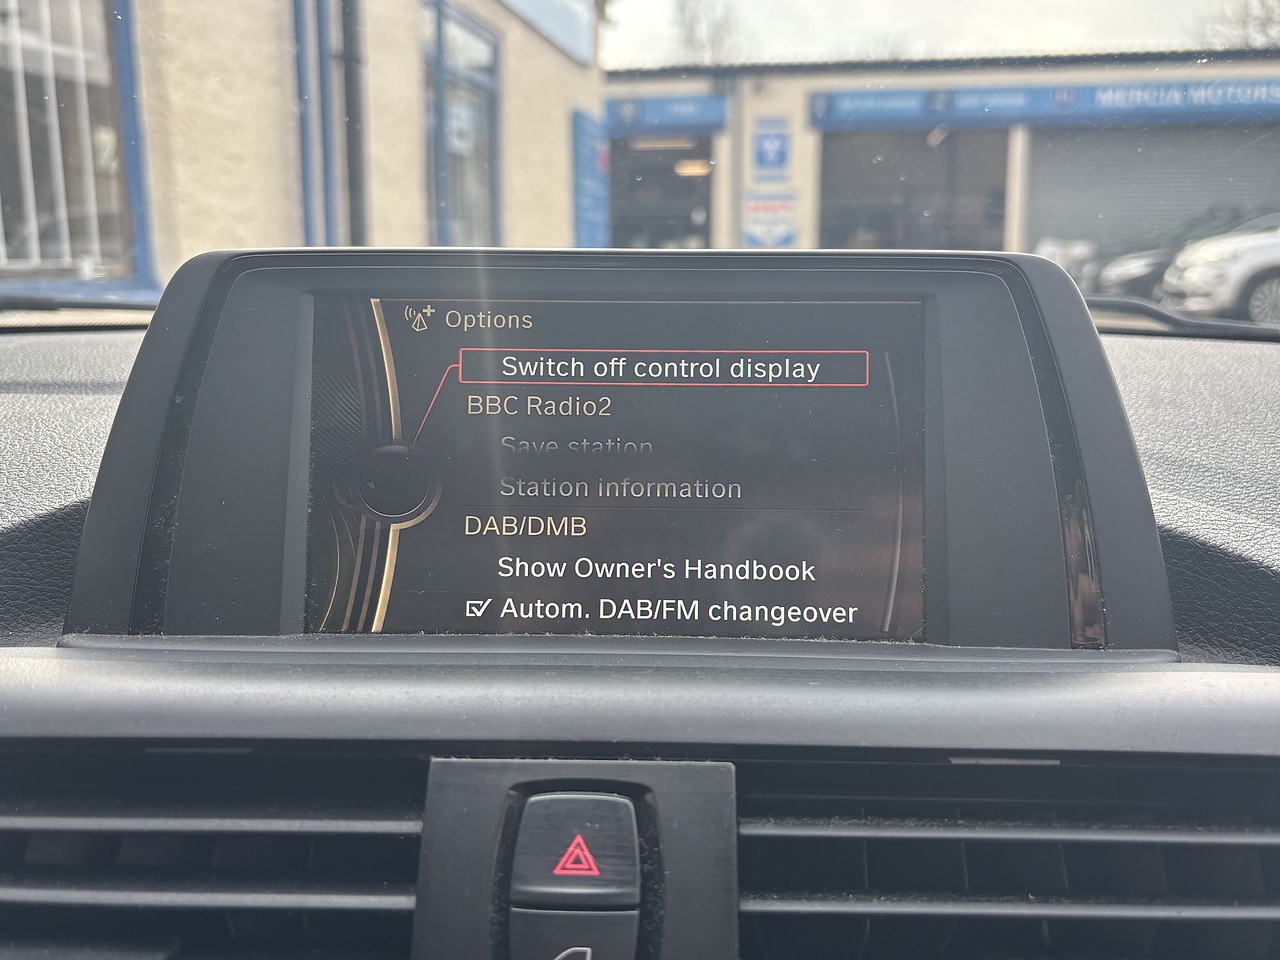 MERCIA MOTORS
Options
Switch off control display
BBC Radio2
Save station
Station information
DAB/DMB
Show Owner's Handbook
Autom. DAB/FM changeover